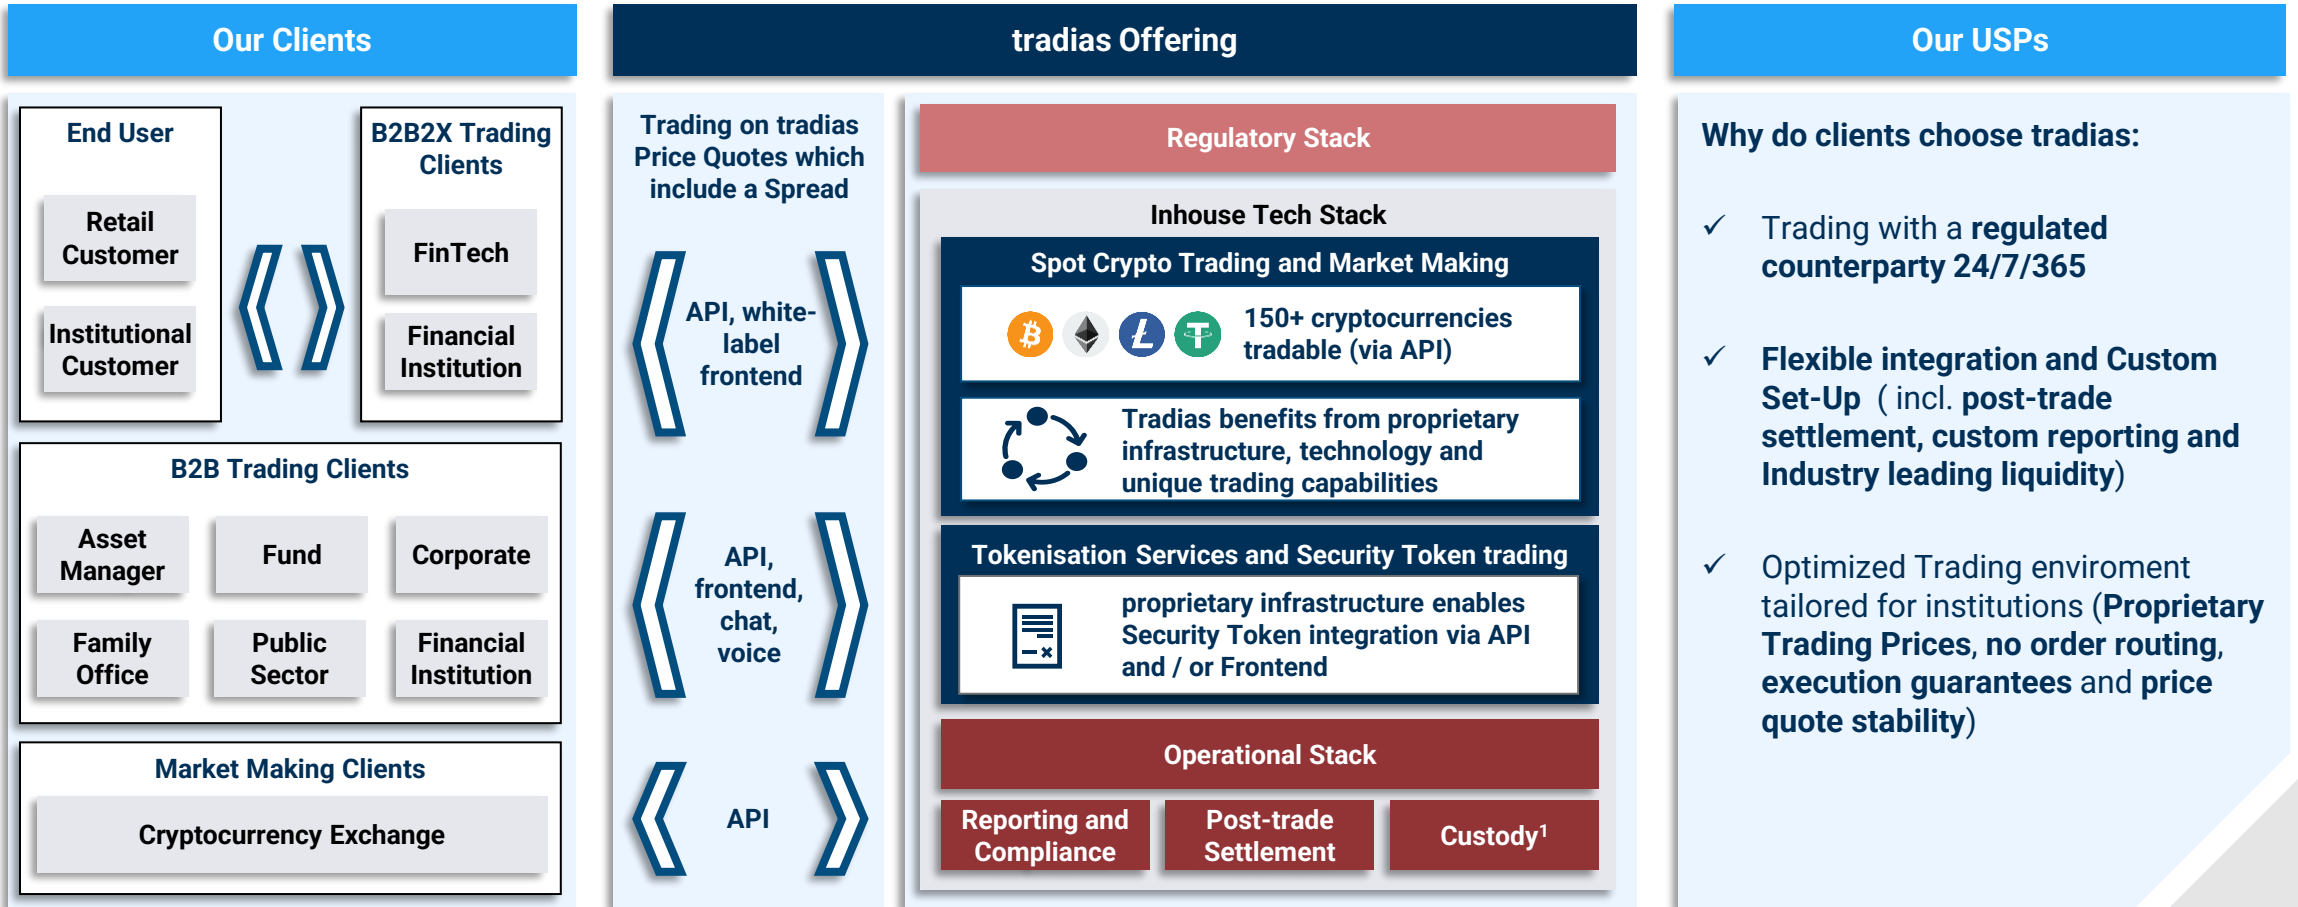 Our Clients
End User
Retail
Customer
Institutional
Customer
B2B2X Trading
Clients
FinTech
Financial
Institution
B2B Trading Clients
Asset
Manager
Fund
Corporate
Family
Office
Public
Sector
Financial
Institution
Market Making Clients
Cryptocurrency Exchange
tradias Offering
Trading on tradias
Price Quotes which
include a Spread
API, white-
label
frontend
API,
frontend,
chat,
voice
API
Regulatory Stack
Inhouse Tech Stack
Spot Crypto Trading and Market Making
150+ cryptocurrencies
tradable (via API)
Tradias benefits from proprietary
infrastructure, technology and
unique trading capabilities
Tokenisation Services and Security Token trading
proprietary infrastructure enables
Security Token integration via API
and / or Frontend
Operational Stack
Reporting and
Compliance
Post-trade
Settlement
Custody¹
Our USPs
Why do clients choose tradias:
✓ Trading with a regulated
counterparty 24/7/365
✓ Flexible integration and Custom
Set-Up ( incl. post-trade
settlement, custom reporting and
Industry leading liquidity)
✓ Optimized Trading enviroment
tailored for institutions (Proprietary
Trading Prices, no order routing,
execution guarantees and price
quote stability)